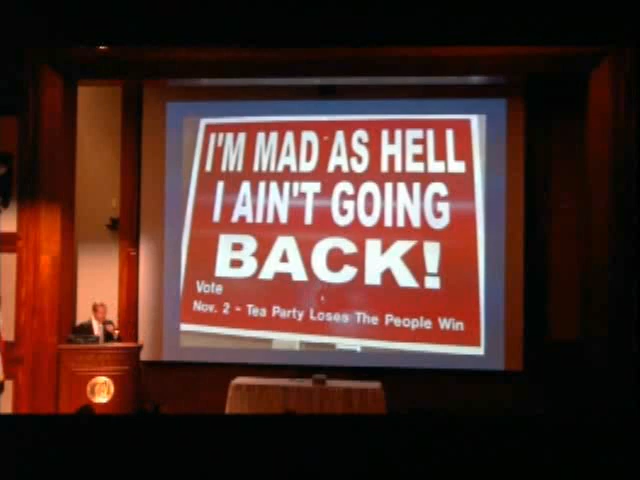 I'M MAD AS HELL
I AIN'T GOING
BACK!
Vote
Nov. 2 - Tea Party Loses The People Win